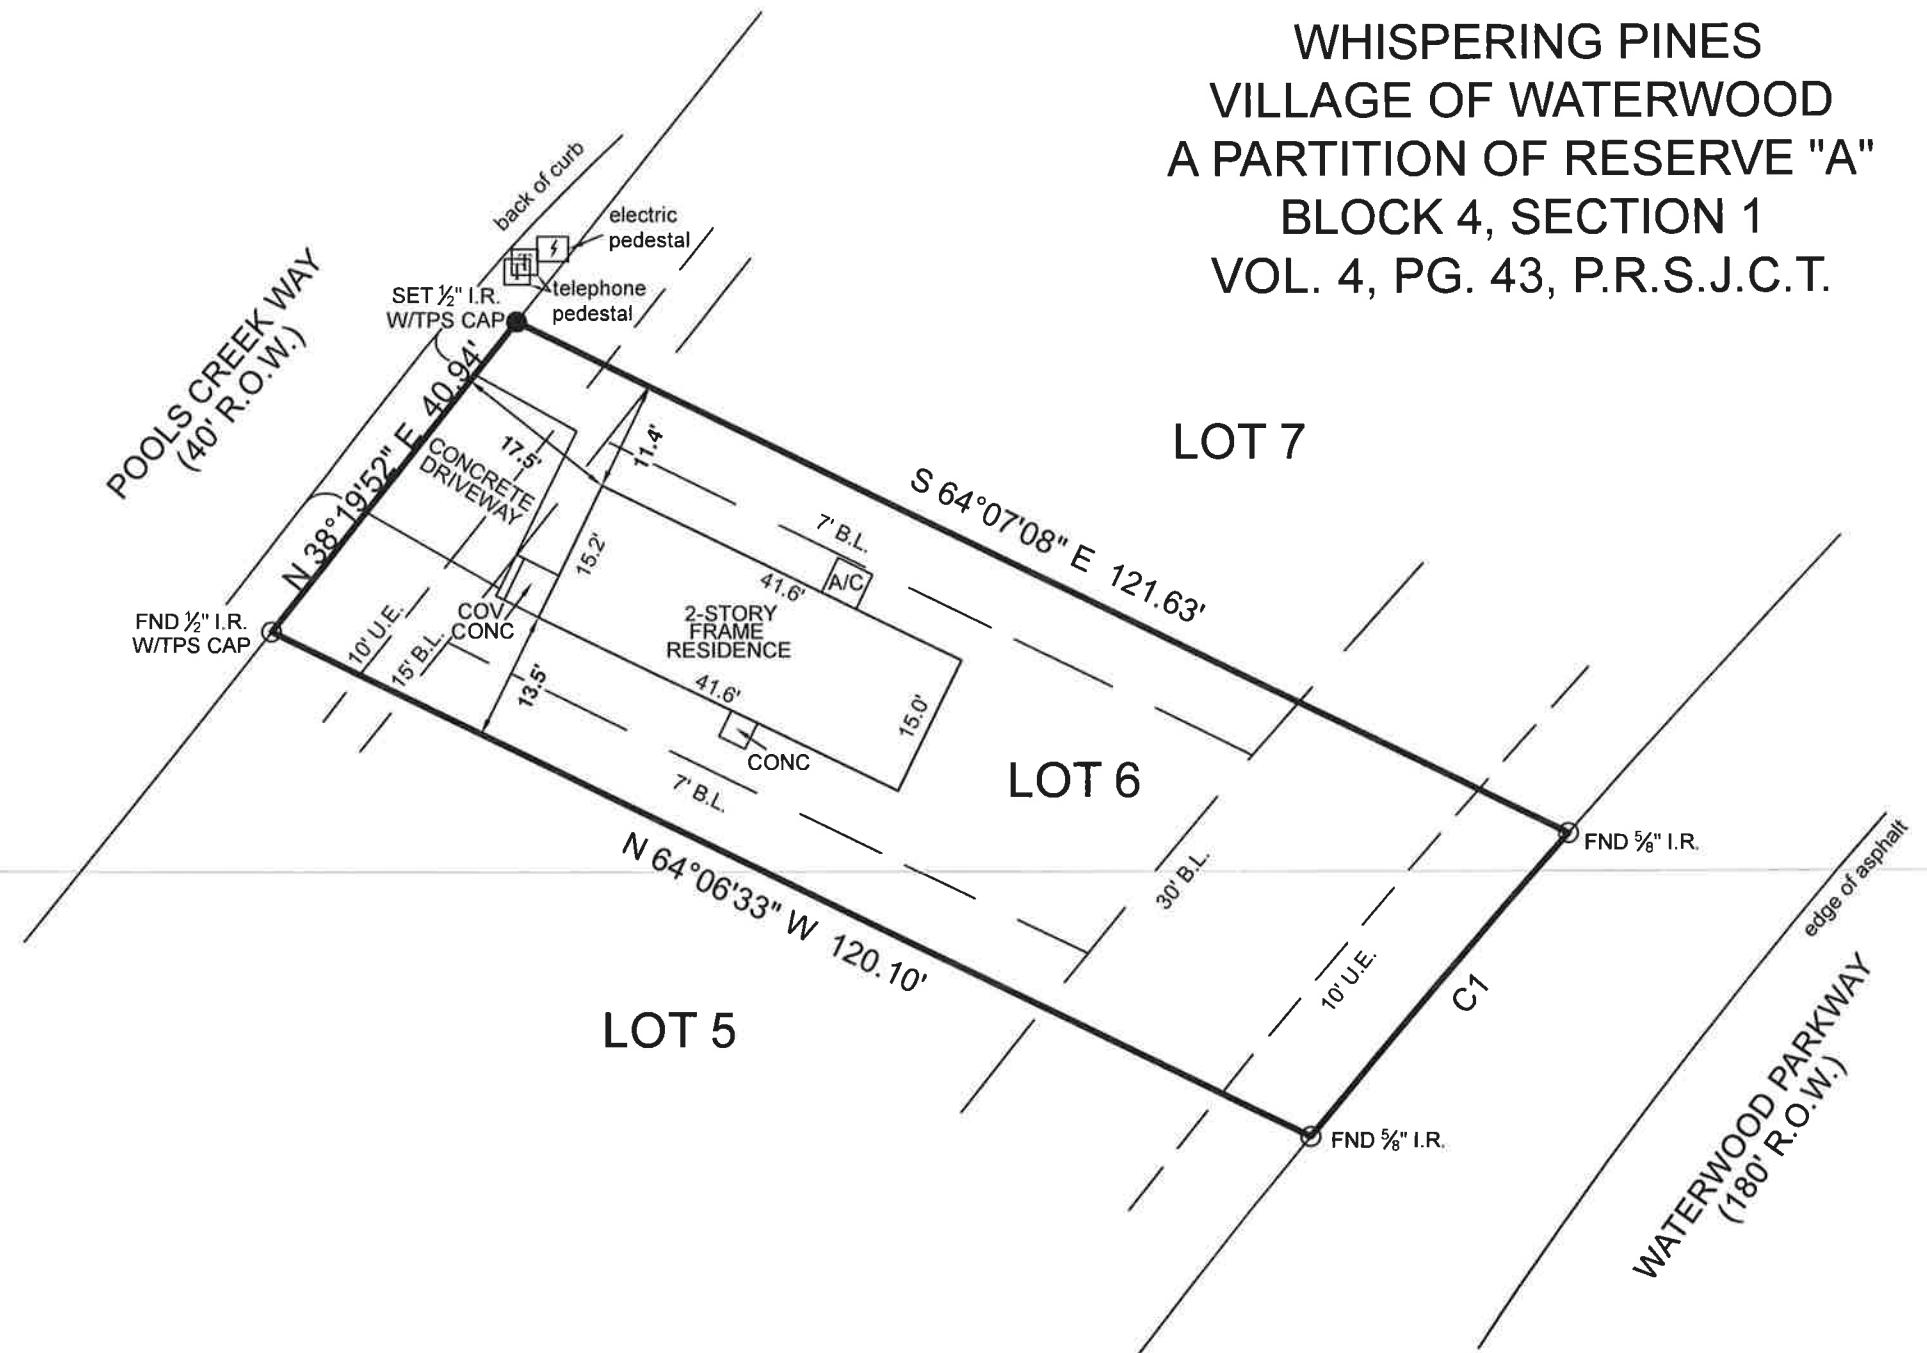 WHISPERING PINES
VILLAGE OF WATERWOOD
A PARTITION OF RESERVE "A"
BLOCK 4, SECTION 1
VOL. 4, PG. 43, P.R.S.J.C.T.
back of curb
electric
pedestal
T
T
telephone
pedestal
SET ½" I.R.
W/TPS CAP
POOLS CREEK WAY
(40' R.O.W.)
N 38°19'52" E 40.94'
FND ½" I.R.
W/TPS CAP
17.5'
CONCRETE
DRIVEWAY
11.4'
15.2'
13.5'
10' U.E.
15' B.L.
COV
CONC
7' B.L.
A/C
41.6'
2-STORY
FRAME
RESIDENCE
41.6'
15.0'
CONC
7' B.L.
LOT 7
S 64°07'08" E 121.63'
LOT 6
N 64°06'33" W 120.10'
LOT 5
30' B.L.
10' U.E.
C1
FND ⅝" I.R.
FND ⅝" I.R.
edge of asphalt
WATERWOOD PARKWAY
(180' R.O.W.)